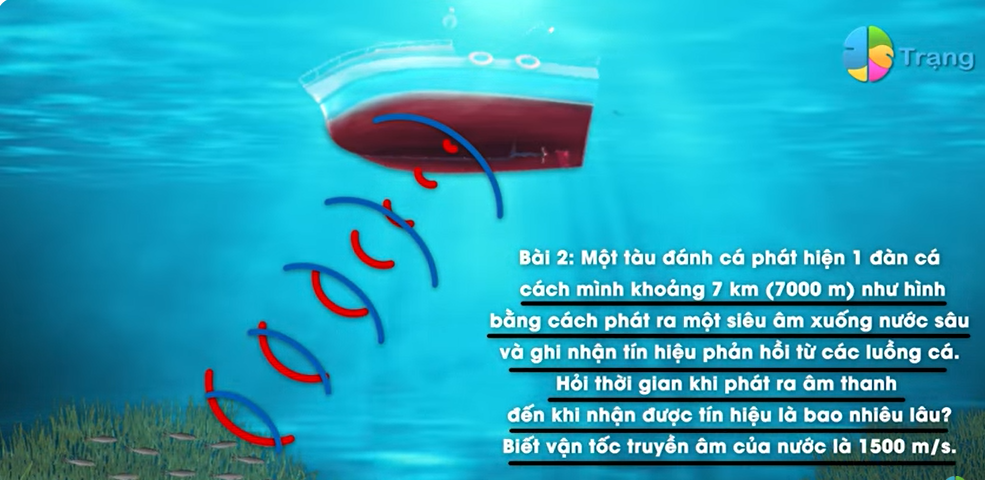 Trạng
Bài 2: Một tàu đánh cá phát hiện 1 đàn cá
cách mình khoảng 7 km (7000 m) như hình
bằng cách phát ra một siêu âm xuống nước sâu
và ghi nhận tín hiệu phản hồi từ các luồng cá.
Hỏi thời gian khi phát ra âm thanh
đến khi nhận được tín hiệu là bao nhiêu lâu?
Biết vận tốc truyền âm của nước là 1500 m/s.